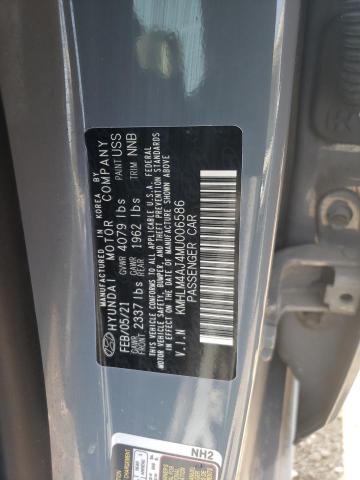 MANUFACTURED IN KOREA BY
HYUNDAI MOTOR COMPANY
FEB/05/21 GVWR 4079 lbs PAINT USS
GAWR FRONT 2337 lbs GAWR REAR 1962 lbs TRIM NNB
THIS VEHICLE CONFORMS TO ALL APPLICABLE U.S.A. FEDERAL
MOTOR VEHICLE SAFETY, BUMPER, AND THEFT PREVENTION STANDARDS
IN EFFECT ON THE DATE OF MANUFACTURE SHOWN ABOVE.
V.I.N KMHLM4AJ4MU006586
PASSENGER CAR
NH2